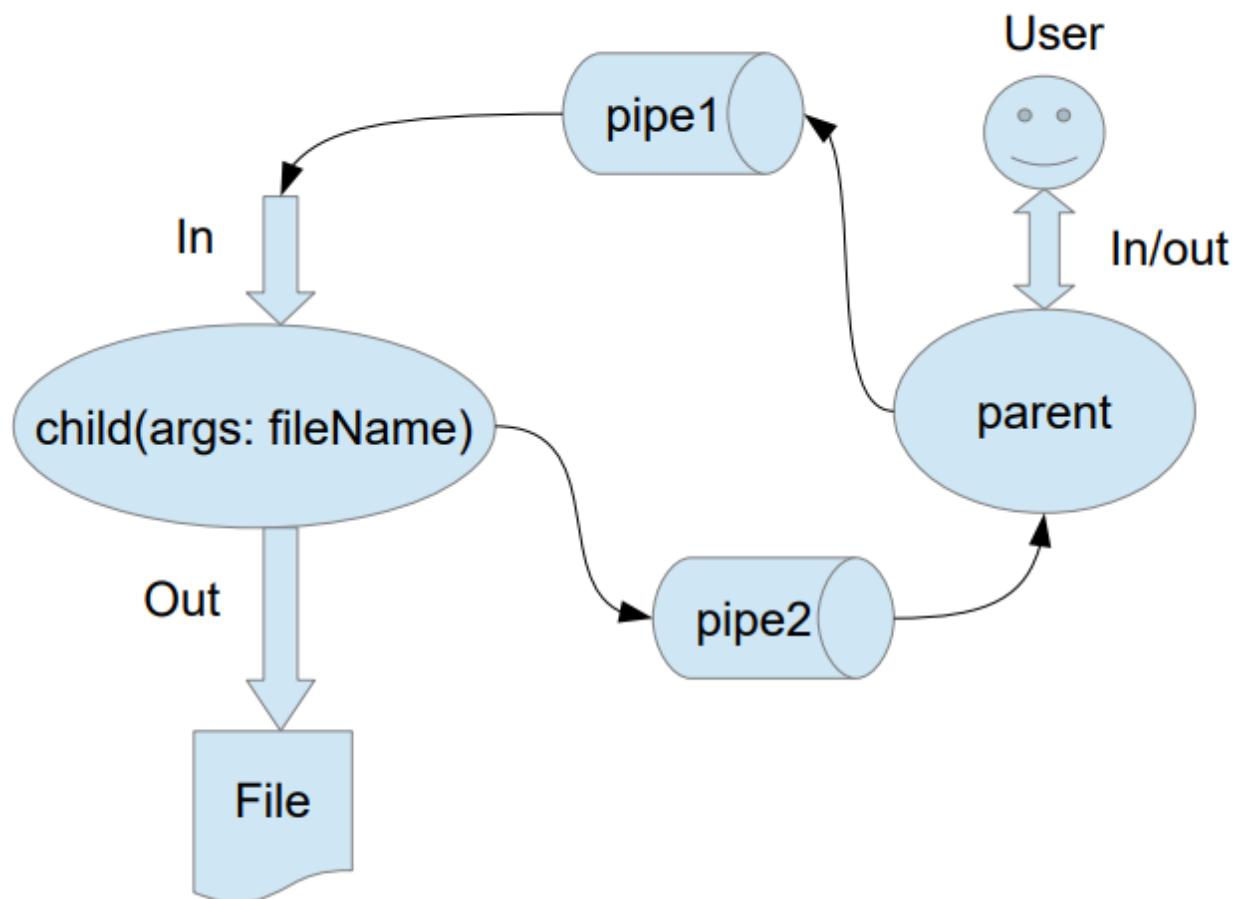 User
pipe1
In
In/out
child(args: fileName)
parent
Out
pipe2
File